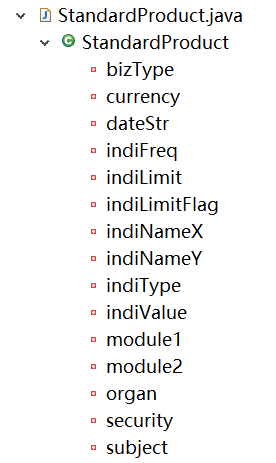 StandardProduct.java
StandardProduct
bizType
currency
dateStr
indiFreq
indiLimit
indiLimitFlag
indiNameX
indiNameY
indiType
indiValue
module1
module2
organ
security
subject